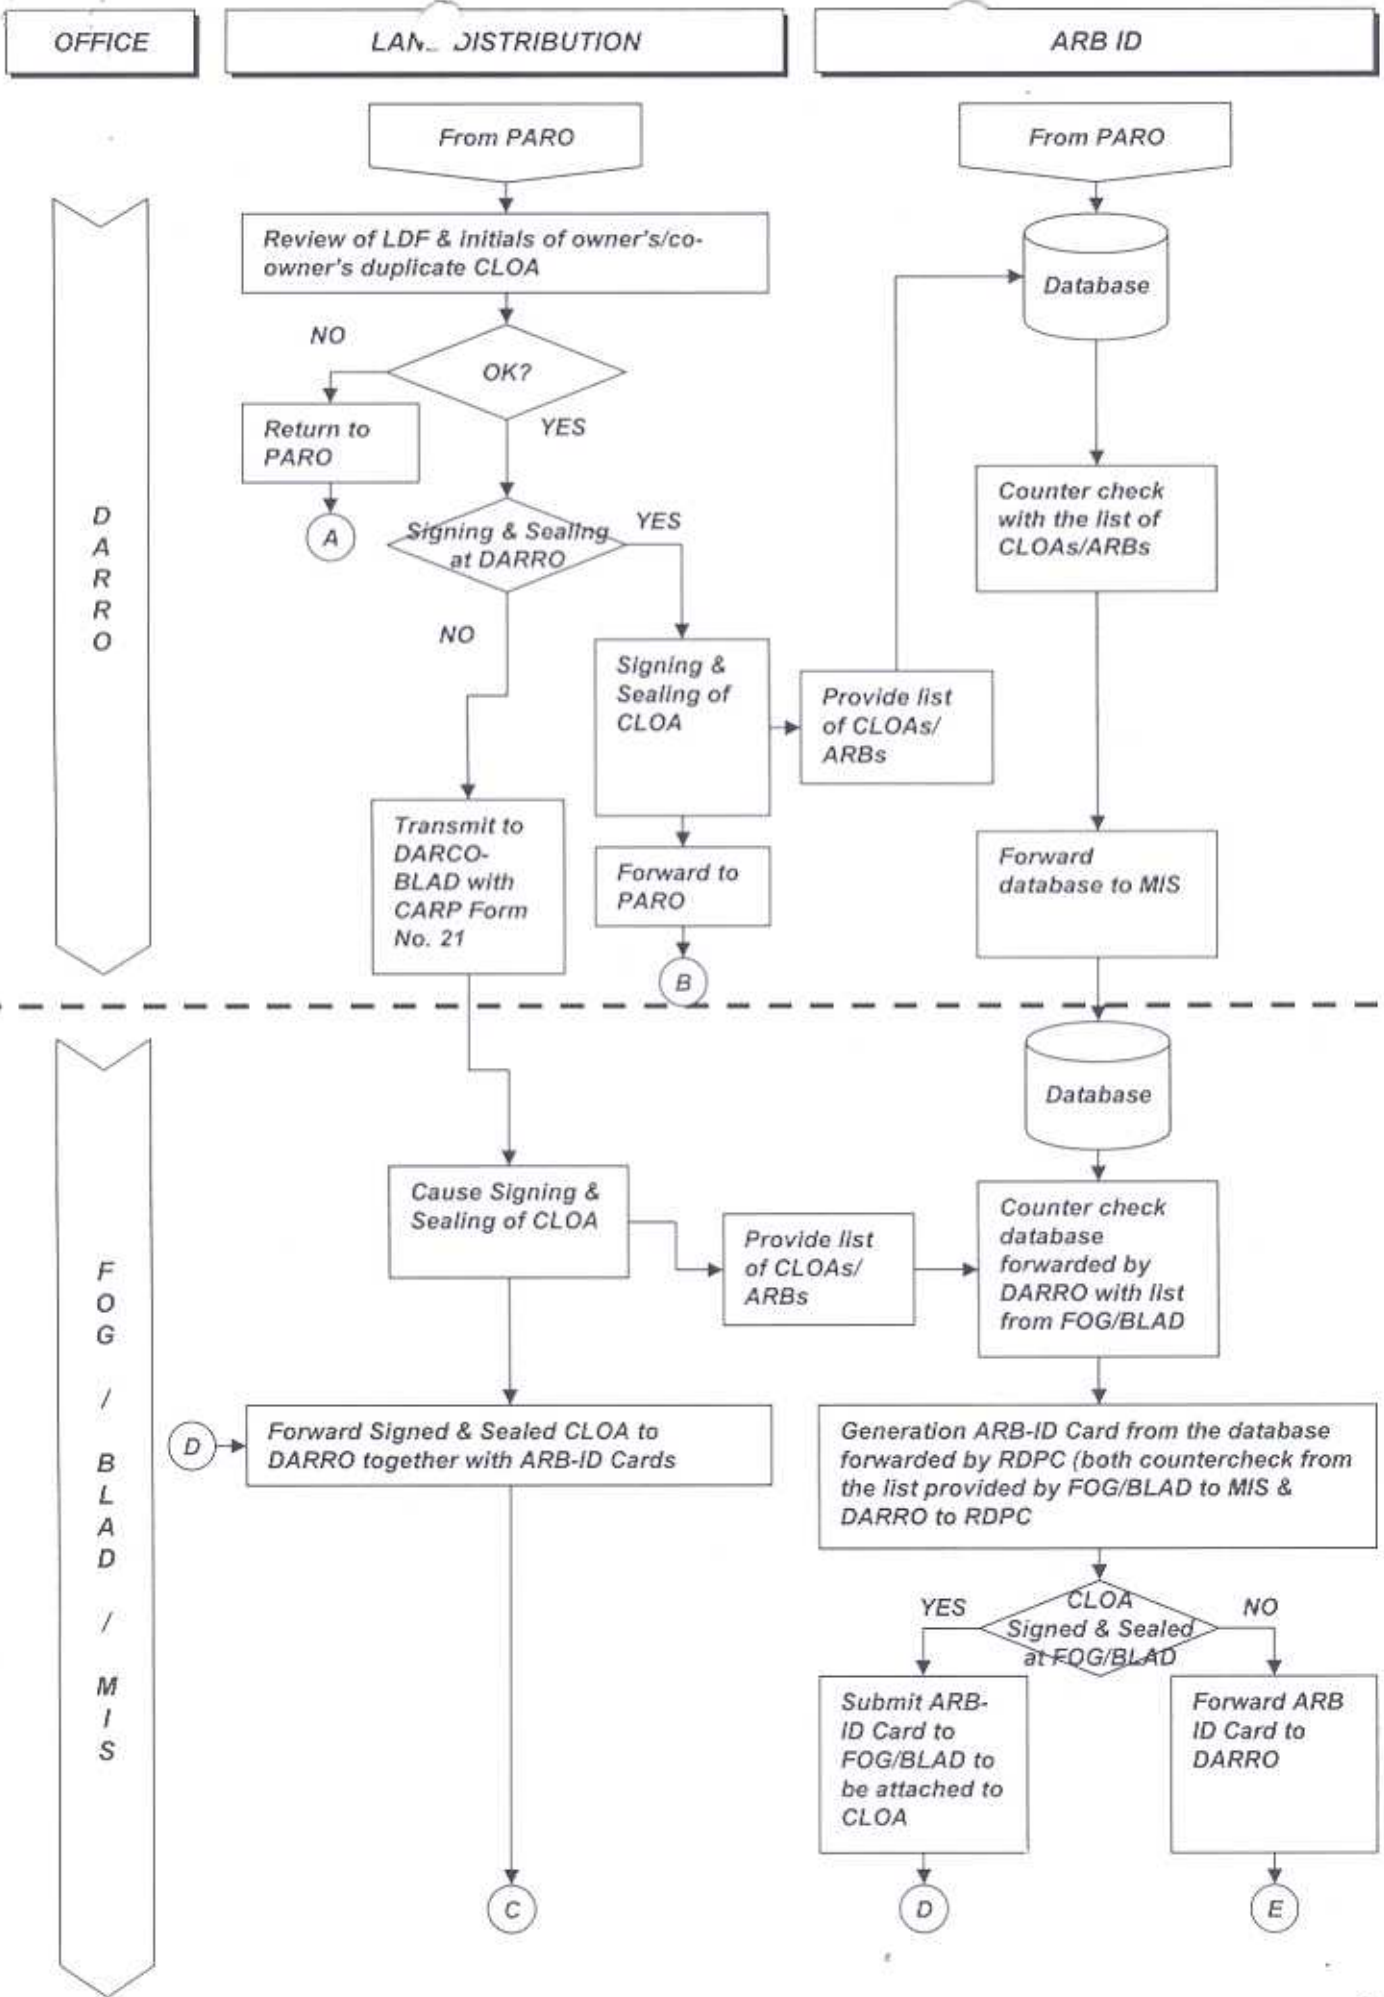 OFFICE
LAN DISTRIBUTION
ARB ID
From PARO
From PARO
Review of LDF & initials of owner's/co-
owner's duplicate CLOA
Database
NO
OK?
YES
Return to
PARO
A
Signing & Sealing
at DARRO
YES
NO
Counter check
with the list of
CLOAs/ARBs
D
A
R
R
O
Signing &
Sealing of
CLOA
Provide list
of CLOAs/
ARBs
Transmit to
DARCO-
BLAD with
CARP Form
No. 21
Forward to
PARO
B
Forward
database to MIS
Database
Cause Signing &
Sealing of CLOA
Provide list
of CLOAs/
ARBs
Counter check
database
forwarded by
DARRO with list
from FOG/BLAD
F
O
G
/
B
L
A
D
/
M
I
S
D
Forward Signed & Sealed CLOA to
DARRO together with ARB-ID Cards
Generation ARB-ID Card from the database
forwarded by RDPC (both countercheck from
the list provided by FOG/BLAD to MIS &
DARRO to RDPC
YES
CLOA
Signed & Sealed
at FOG/BLAD
NO
Submit ARB-
ID Card to
FOG/BLAD to
be attached to
CLOA
Forward ARB
ID Card to
DARRO
C
D
E